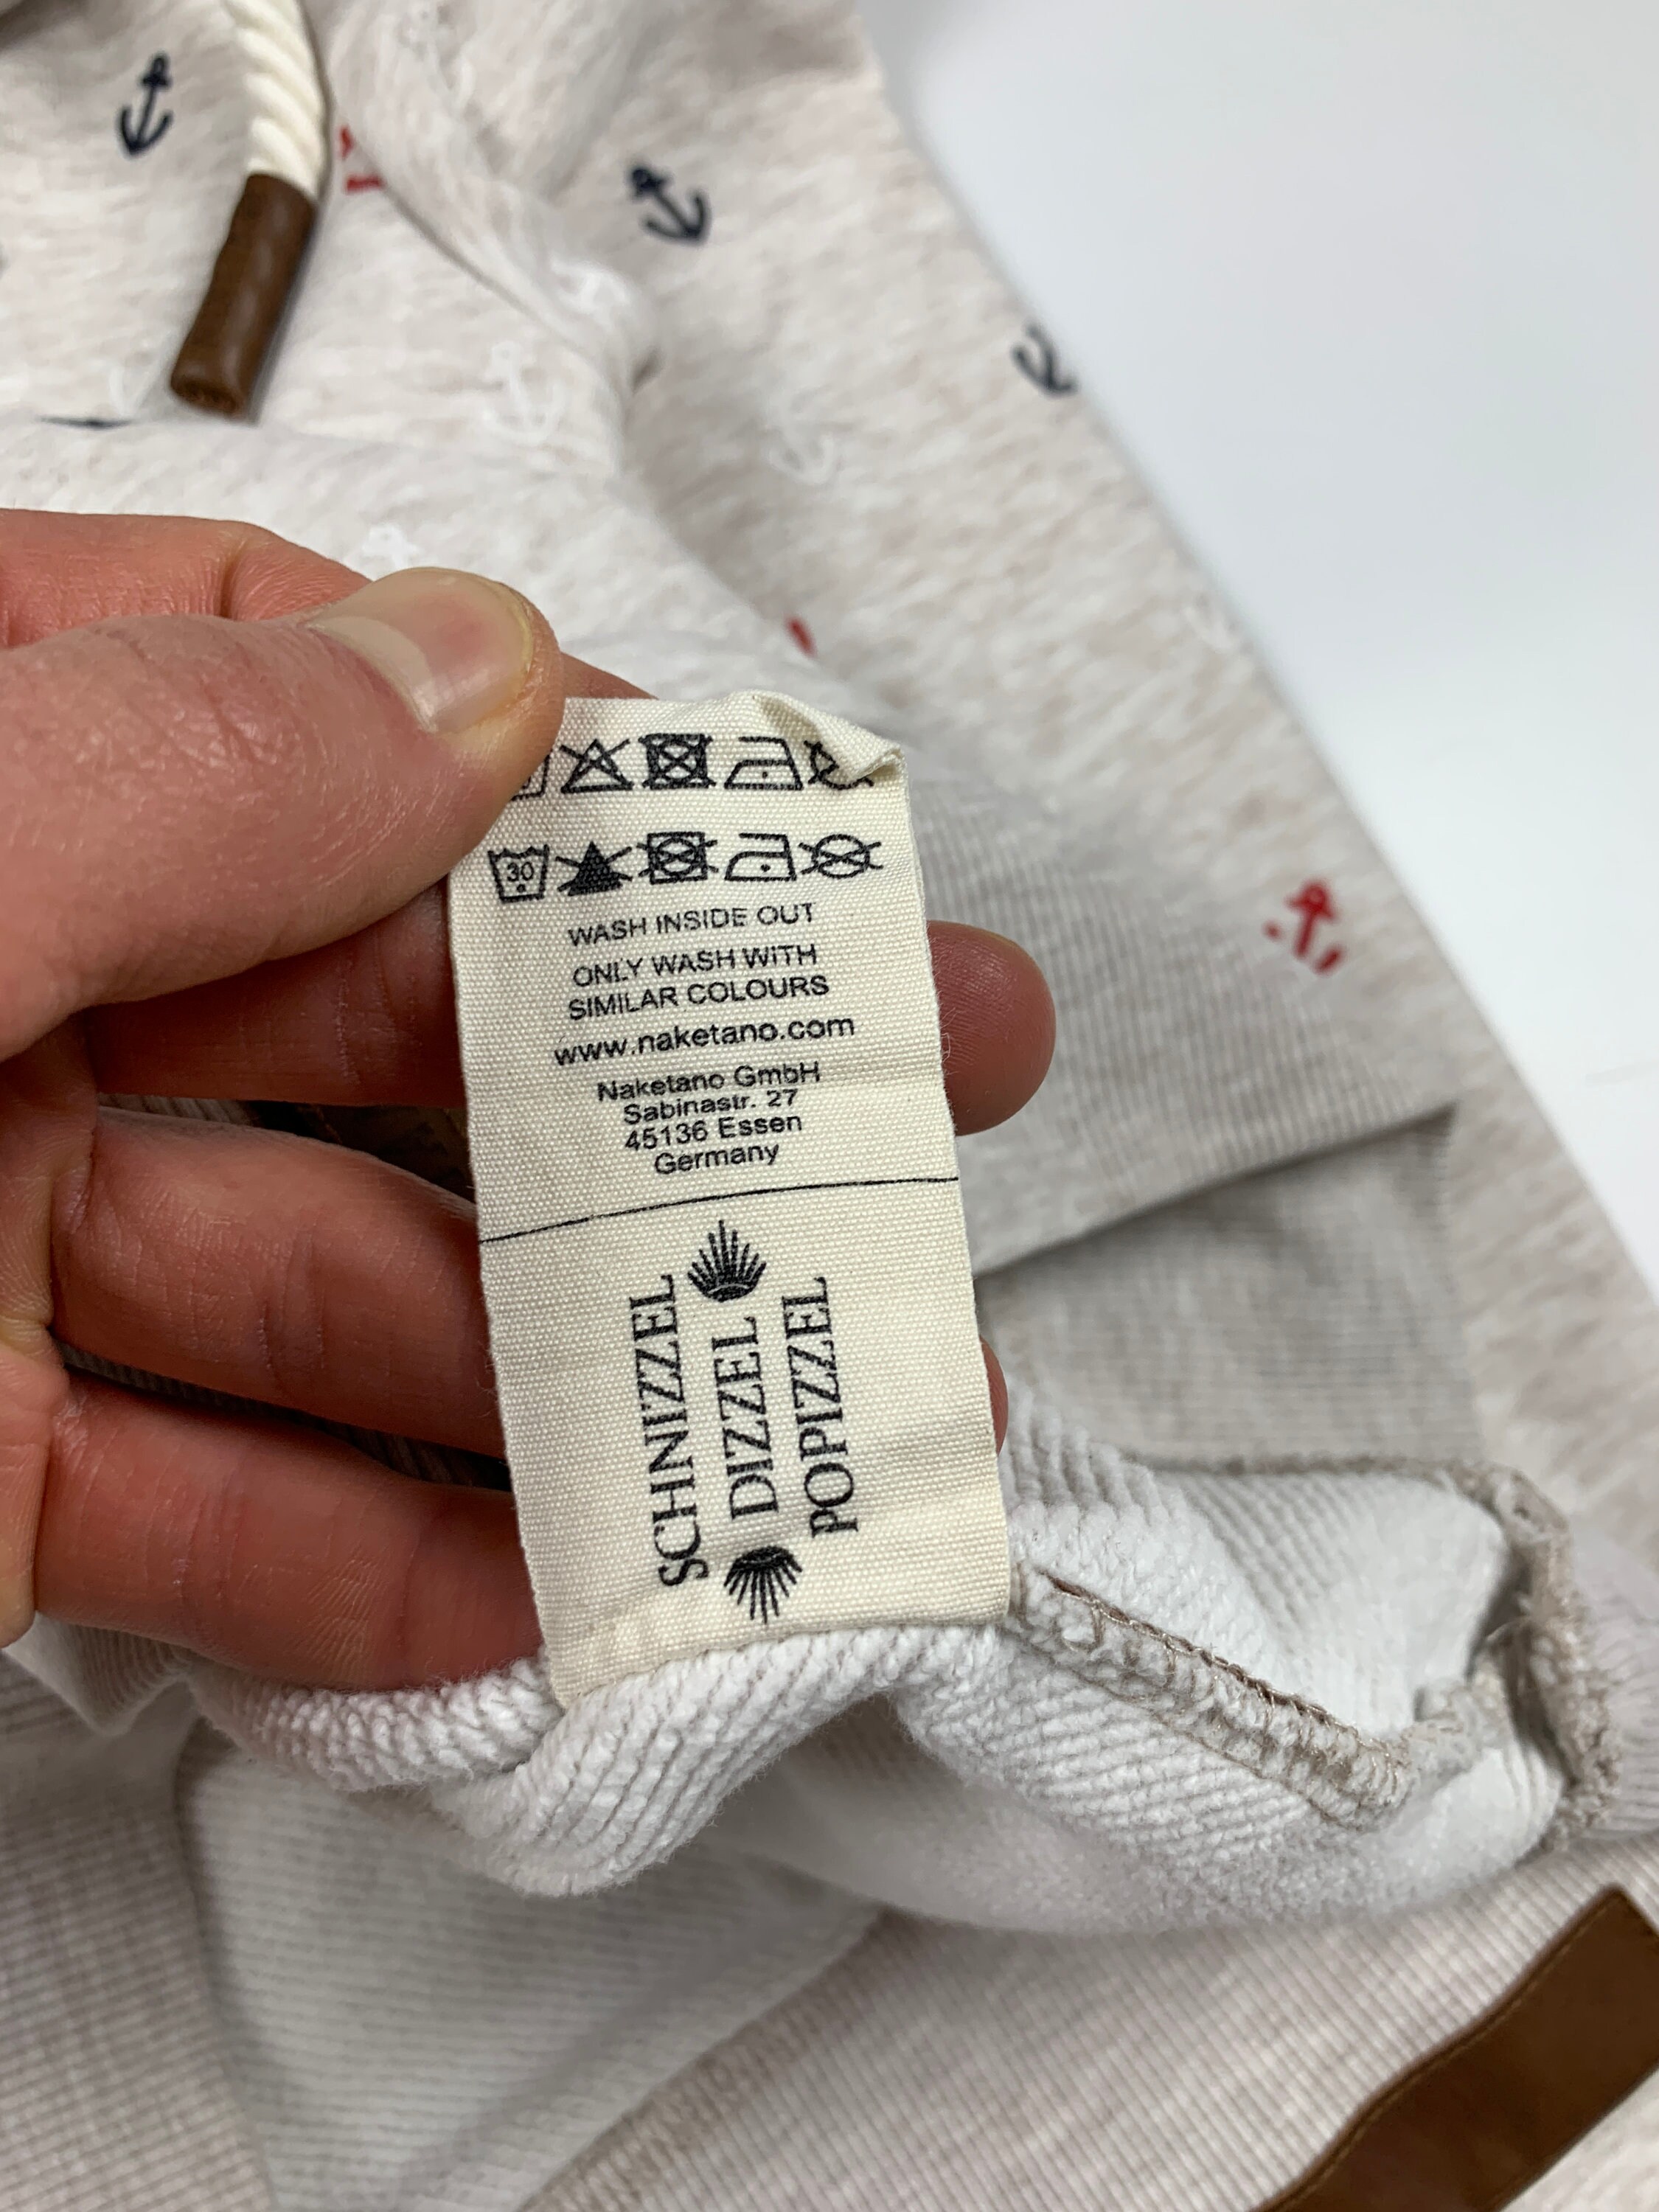 30
WASH INSIDE OUT
ONLY WASH WITH
SIMILAR COLOURS
www.naketano.com
Naketano GmbH
Sabinastr. 27
45136 Essen
Germany
SCHNIZZEL
DIZZEL
POPIZZEL